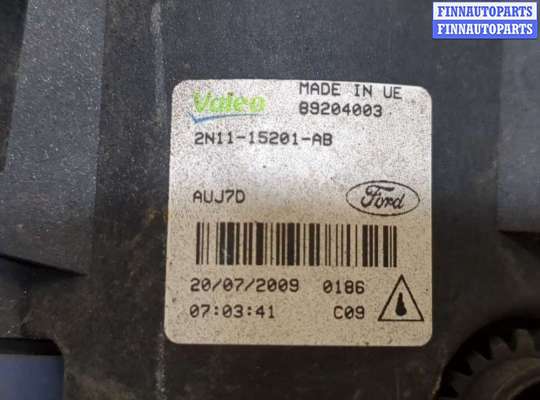 FINNAUTOPARTS
FINNAUTOPARTS
Valeo
MADE IN UE
89204003
2N11-15201-AB
AUJ7D
Ford
20/07/2009 0186
07:03:41 C09